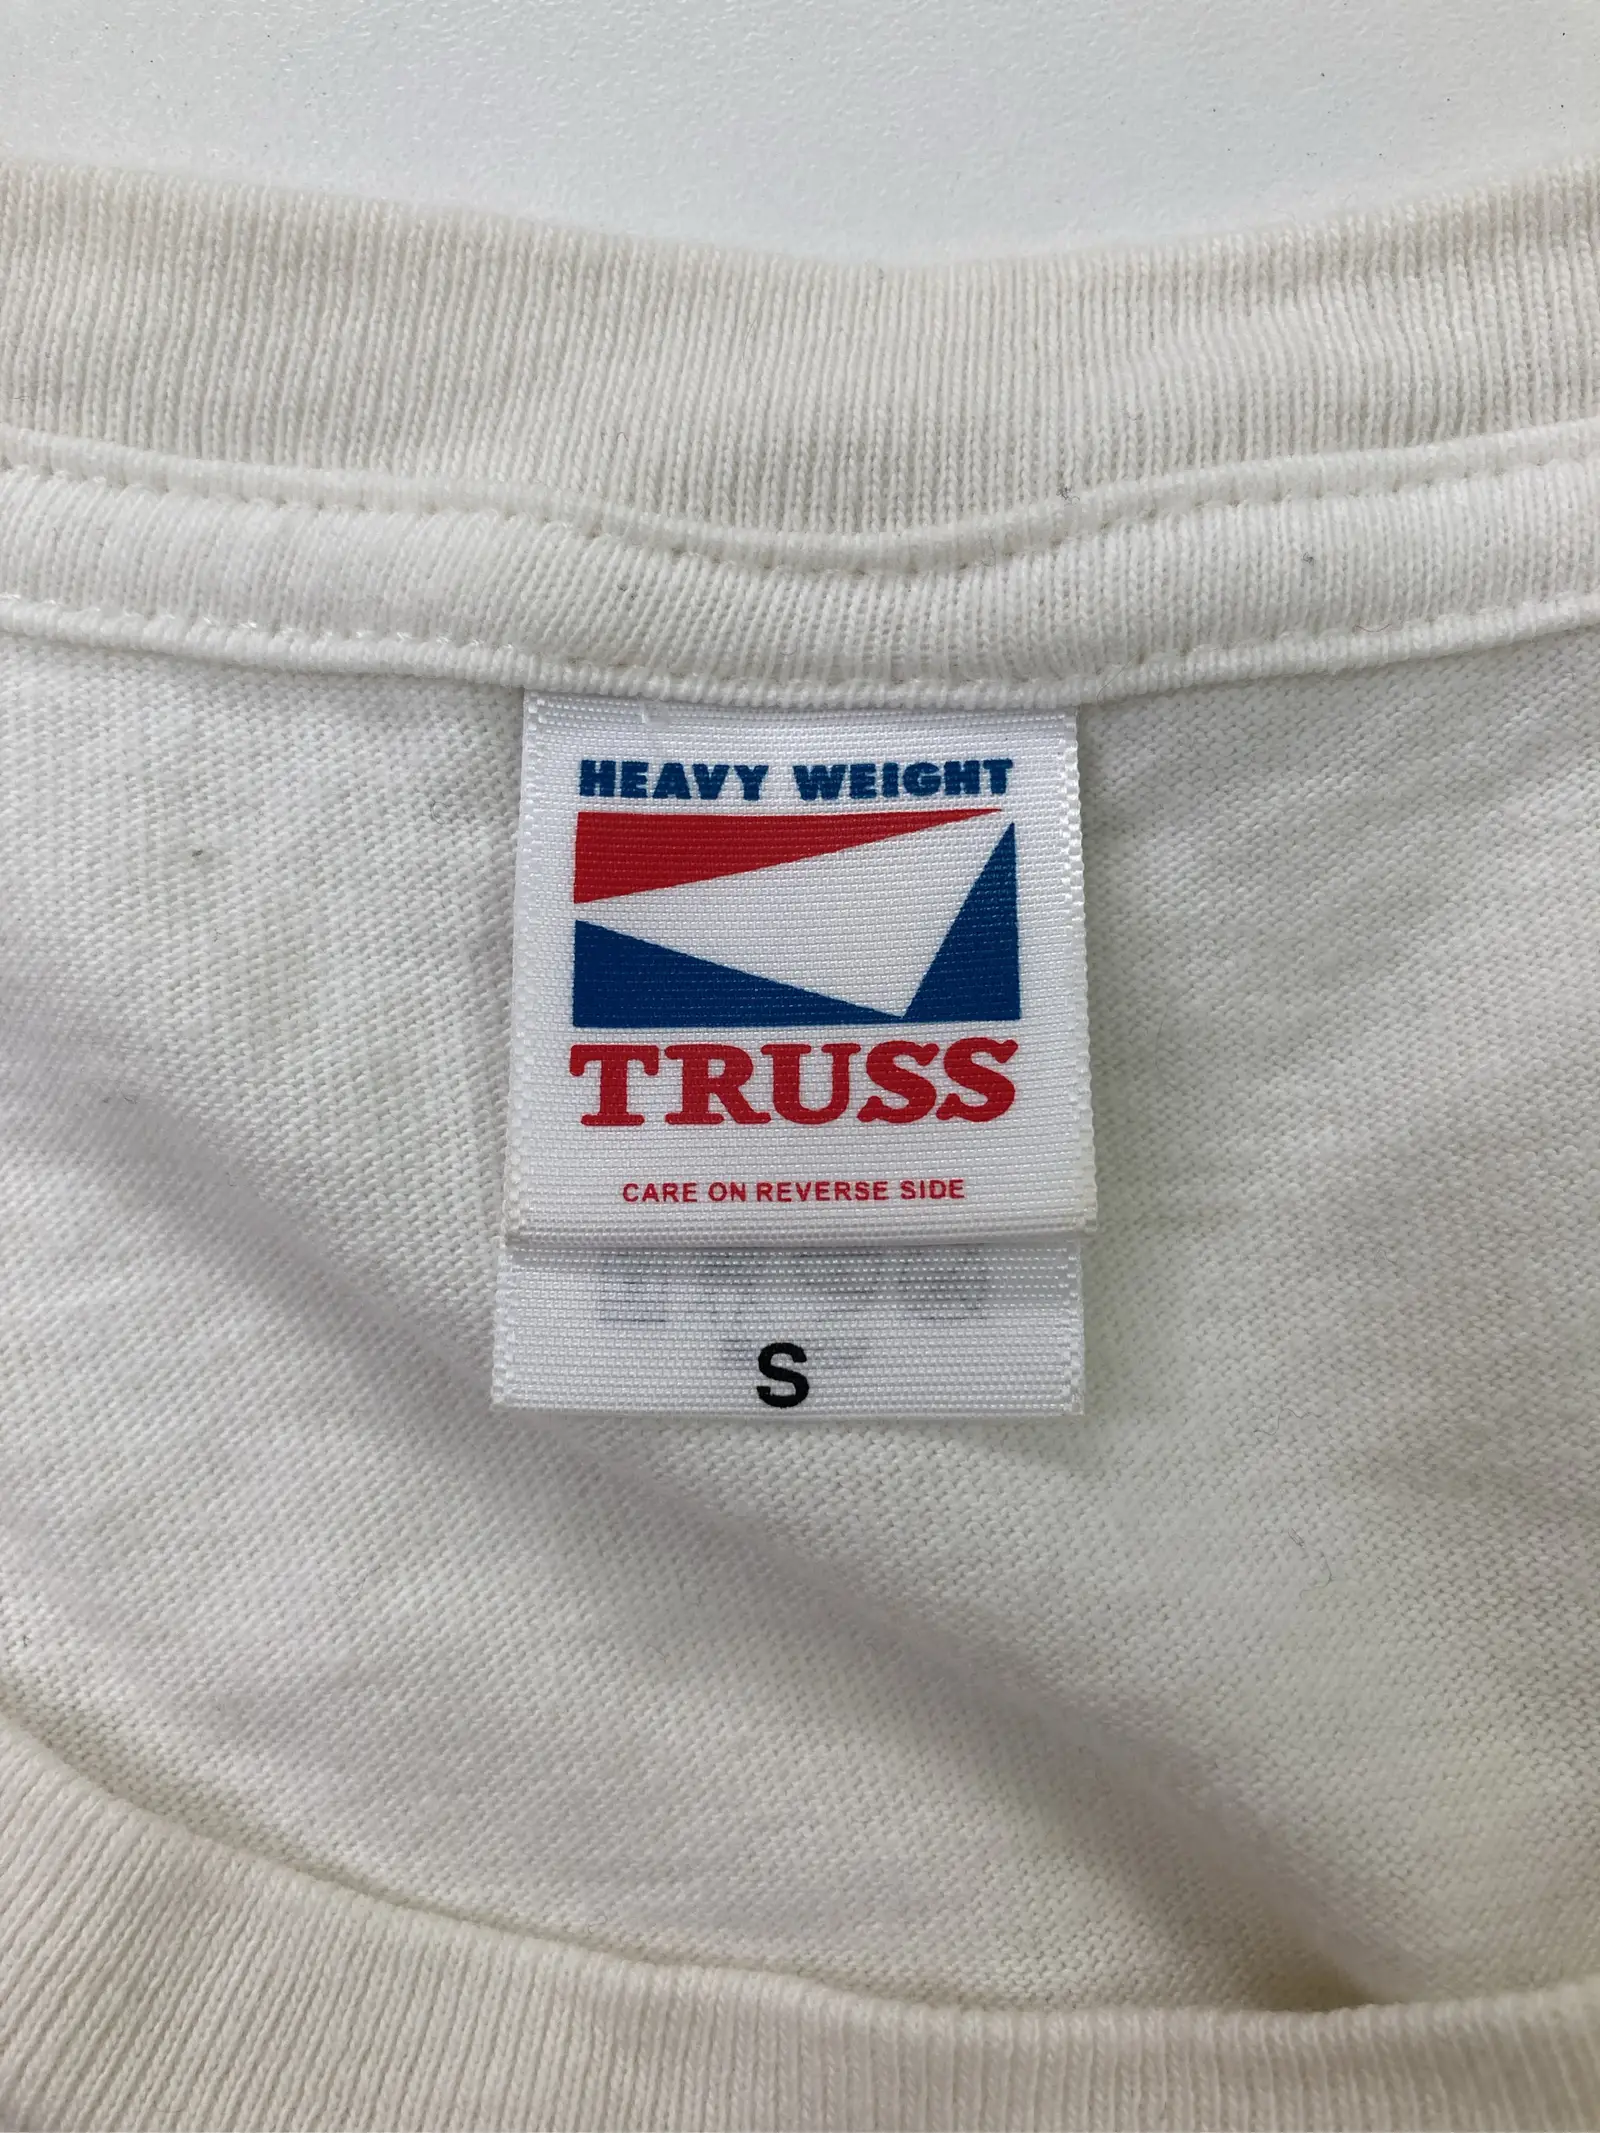 HEAVY WEIGHT
TRUSS
CARE ON REVERSE SIDE
S